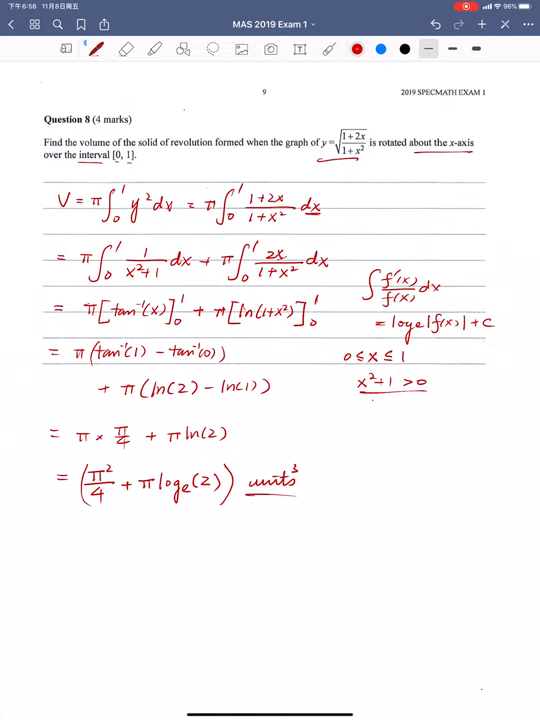 下午6:58 11月8日周五
96%
MAS 2019 Exam 1
9
2019 SPECMATH EXAM 1
Question 8 (4 marks)
Find the volume of the solid of revolution formed when the graph of y = √((1 + 2x)/(1 + x²)) is rotated about the x-axis
over the interval [0, 1].
V = π∫₀¹ y² dx = π∫₀¹ (1+2x)/(1+x²) dx
= π∫₀¹ 1/(x²+1) dx + π∫₀¹ 2x/(1+x²) dx
∫ f'(x)/f(x) dx
= π[tan⁻¹(x)]₀¹ + π[ln(1+x²)]₀¹
= loge|f(x)| + C
= π(tan⁻¹(1) − tan⁻¹(0))
0 ≤ x ≤ 1
+ π(ln(2) − ln(1))
x²+1 > 0
= π × π/4 + π ln(2)
= (π²/4 + π logₑ(2)) units³